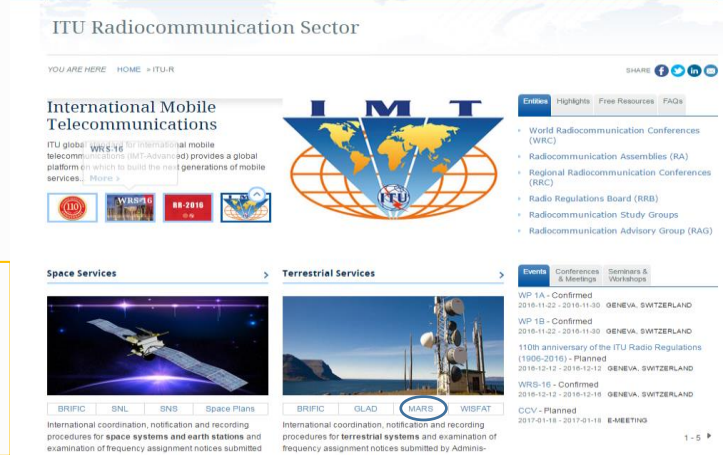 ITU Radiocommunication Sector
YOU ARE HERE HOME » ITU-R
SHARE
International Mobile
Telecommunications
ITU global standard for international mobile
telecommunications (IMT-Advanced) provides a global
platform on which to build the next generations of mobile
services.. More »
WRS-16
110
WRS-16
RR-2016
I M T
ITU
Entities Highlights Free Resources FAQs
World Radiocommunication Conferences
(WRC)
Radiocommunication Assemblies (RA)
Regional Radiocommunication Conferences
(RRC)
Radio Regulations Board (RRB)
Radiocommunication Study Groups
Radiocommunication Advisory Group (RAG)
Space Services
BRIFIC SNL SNS Space Plans
International coordination, notification and recording
procedures for space systems and earth stations and
examination of frequency assignment notices submitted
Terrestrial Services
BRIFIC GLAD MARS WISFAT
International coordination, notification and recording
procedures for terrestrial systems and examination of
frequency assignment notices submitted by Adminis-
Events Conferences & Meetings Seminars & Workshops
WP 1A - Confirmed
2016-11-22 - 2016-11-30 GENEVA, SWITZERLAND
WP 1B - Confirmed
2016-11-22 - 2016-11-30 GENEVA, SWITZERLAND
110th anniversary of the ITU Radio Regulations
(1906-2016) - Planned
2016-12-12 - 2016-12-12 GENEVA, SWITZERLAND
WRS-16 - Confirmed
2016-12-12 - 2016-12-16 GENEVA, SWITZERLAND
CCV - Planned
2017-01-18 - 2017-01-18 E-MEETING
1 - 5